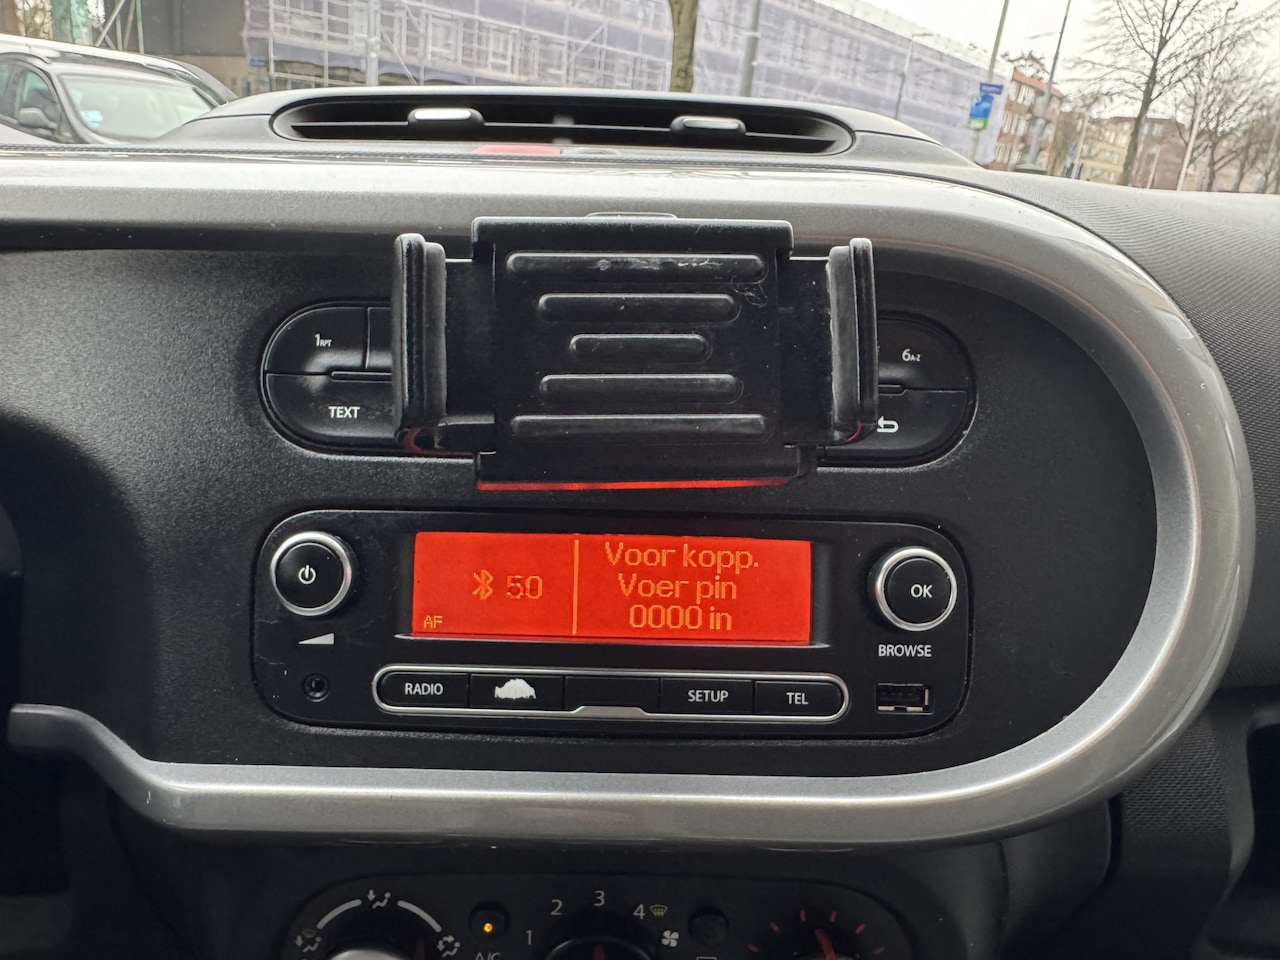 1RPT
6A-Z
TEXT
50
AF
Voor kopp.
Voer pin
0000 in
OK
BROWSE
RADIO
SETUP
TEL
1
2
3
4
A/C